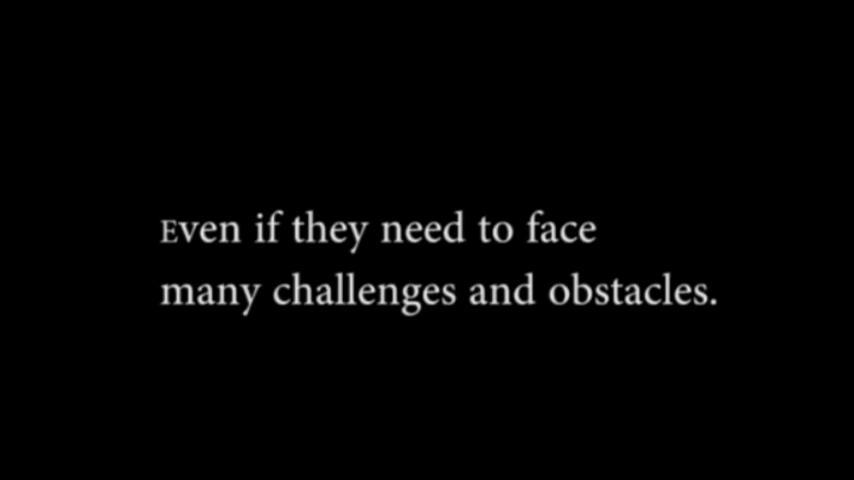 Even if they need to face
many challenges and obstacles.